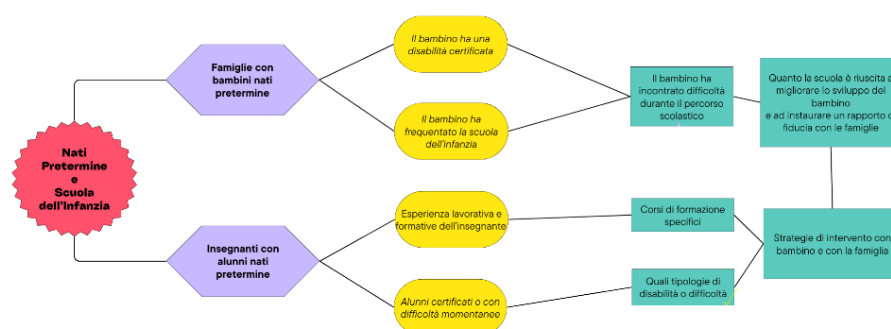 Nati
Pretermine
e
Scuola
dell'Infanzia
Famiglie con
bambini nati
pretermine
Il bambino ha una
disabilità certificata
Il bambino ha
frequentato la scuola
dell'infanzia
Il bambino ha
incontrato difficoltà
durante il percorso
scolastico
Quanto la scuola è riuscita a
migliorare lo sviluppo del
bambino
e ad instaurare un rapporto d
fiducia con le famiglie
Insegnanti con
alunni nati
pretermine
Esperienza lavorativa e
formative dell'insegnante
Alunni certificati o con
difficoltà momentanee
Corsi di formazione
specifici
Quali tipologie di
disabilità o difficoltà
Strategie di intervento con
bambino e con la famiglia